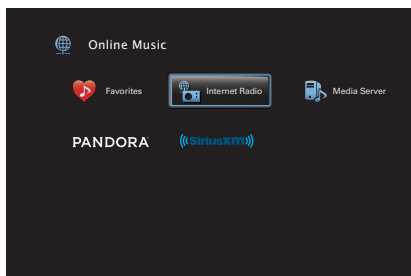 Online Music
Favorites
Internet Radio
Media Server
PANDORA
((SiriusXM))